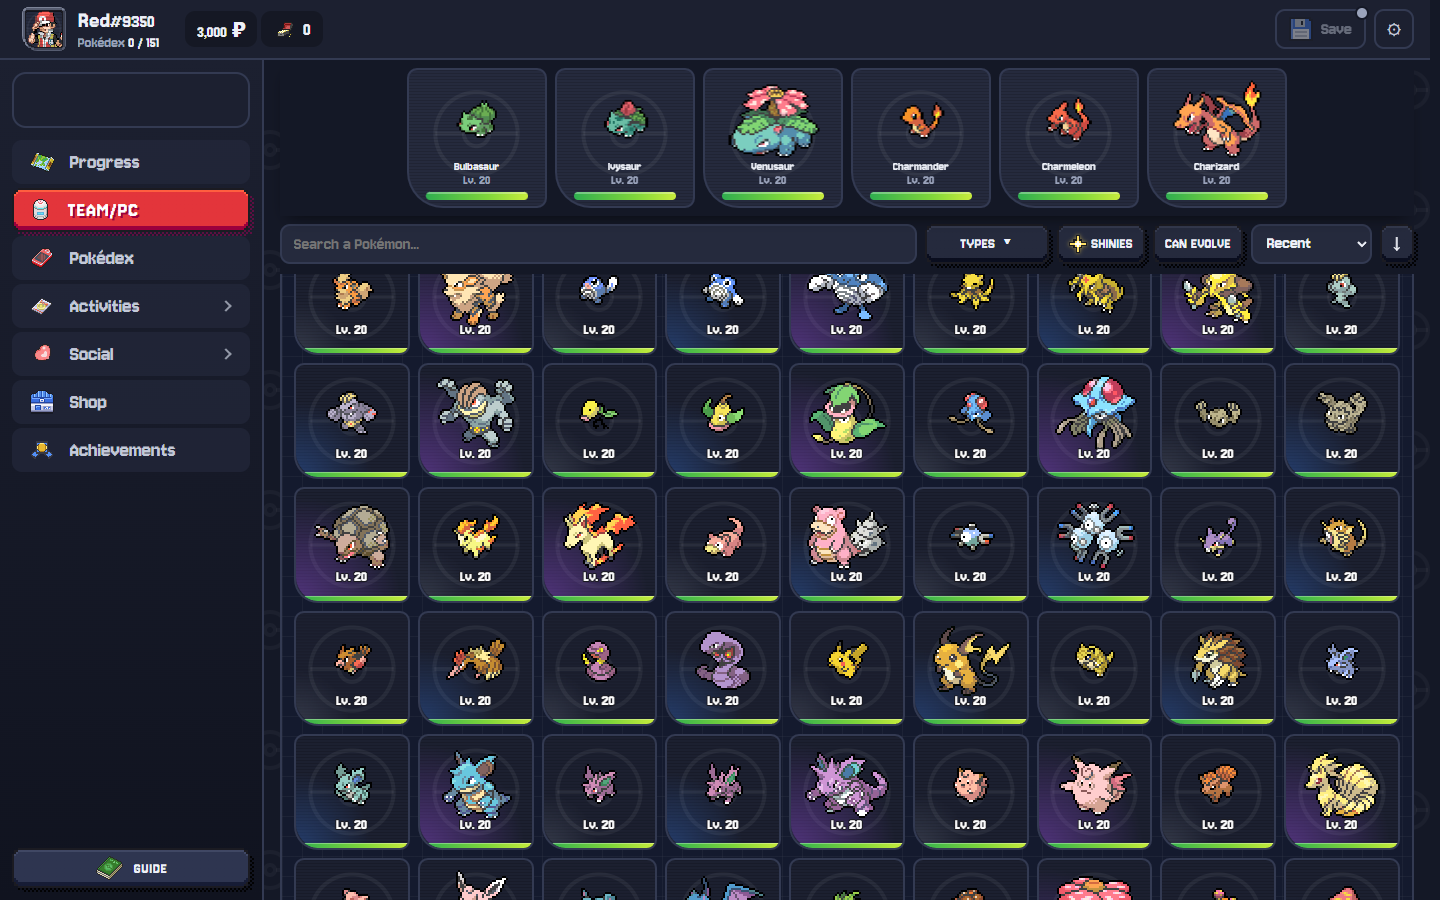 Red#9350
Pokédex 0 / 151
3,000 ₽
0
Save
Progress
TEAM/PC
Pokédex
Activities
Social
Shop
Achievements
GUIDE
Bulbasaur
Lv. 20
Ivysaur
Lv. 20
Venusaur
Lv. 20
Charmander
Lv. 20
Charmeleon
Lv. 20
Charizard
Lv. 20
Search a Pokémon...
TYPES
SHINIES
CAN EVOLVE
Recent
Lv. 20 Lv. 20 Lv. 20 Lv. 20 Lv. 20 Lv. 20 Lv. 20 Lv. 20 Lv. 20
Lv. 20 Lv. 20 Lv. 20 Lv. 20 Lv. 20 Lv. 20 Lv. 20 Lv. 20 Lv. 20
Lv. 20 Lv. 20 Lv. 20 Lv. 20 Lv. 20 Lv. 20 Lv. 20 Lv. 20 Lv. 20
Lv. 20 Lv. 20 Lv. 20 Lv. 20 Lv. 20 Lv. 20 Lv. 20 Lv. 20 Lv. 20
Lv. 20 Lv. 20 Lv. 20 Lv. 20 Lv. 20 Lv. 20 Lv. 20 Lv. 20 Lv. 20